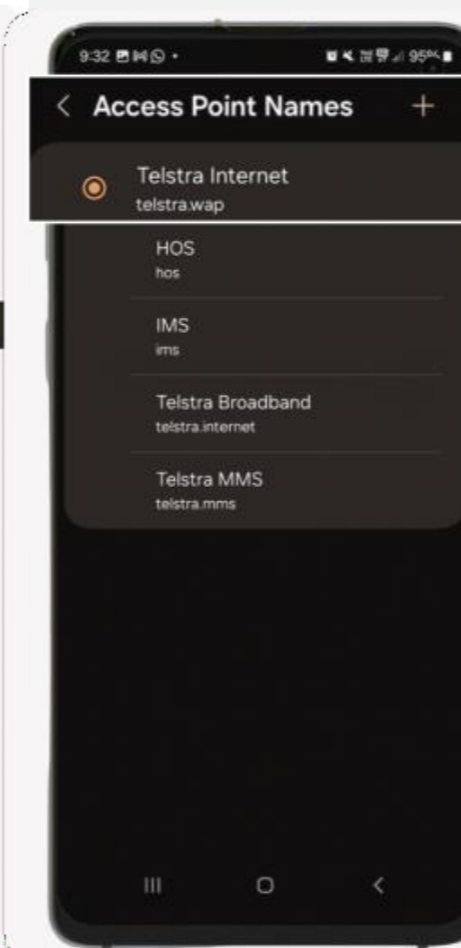 9:32
95%
Access Point Names
Telstra Internet
telstra.wap
HOS
hos
IMS
ims
Telstra Broadband
telstra.internet
Telstra MMS
telstra.mms